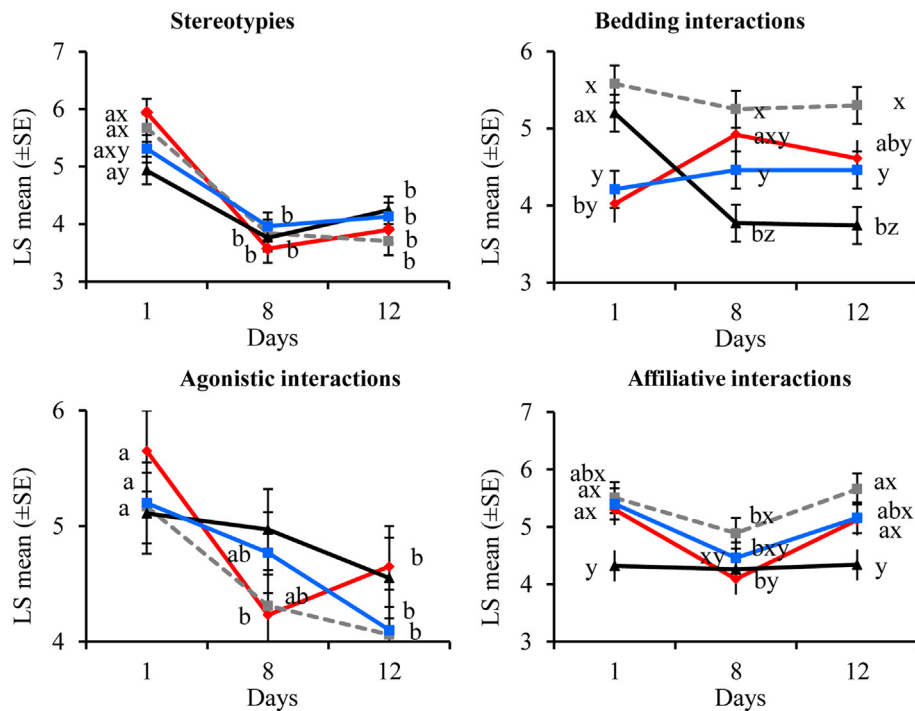 Stereotypies
7
6
5
4
3
LS mean (±SE)
ax
ax
axy
ay
b
b
b
b
b
b
b
1 8 12
Days
Bedding interactions
6
5
4
3
LS mean (±SE)
x
ax
y
by
x
axy
y
bz
x
aby
y
bz
1 8 12
Days
Agonistic interactions
6
5
4
LS mean (±SE)
a
a
a
ab
ab
b
b
b
b
1 8 12
Days
Affiliative interactions
7
6
5
4
3
LS mean (±SE)
abx
ax
ax
y
bx
xy
bxy
by
ax
abx
ax
y
1 8 12
Days